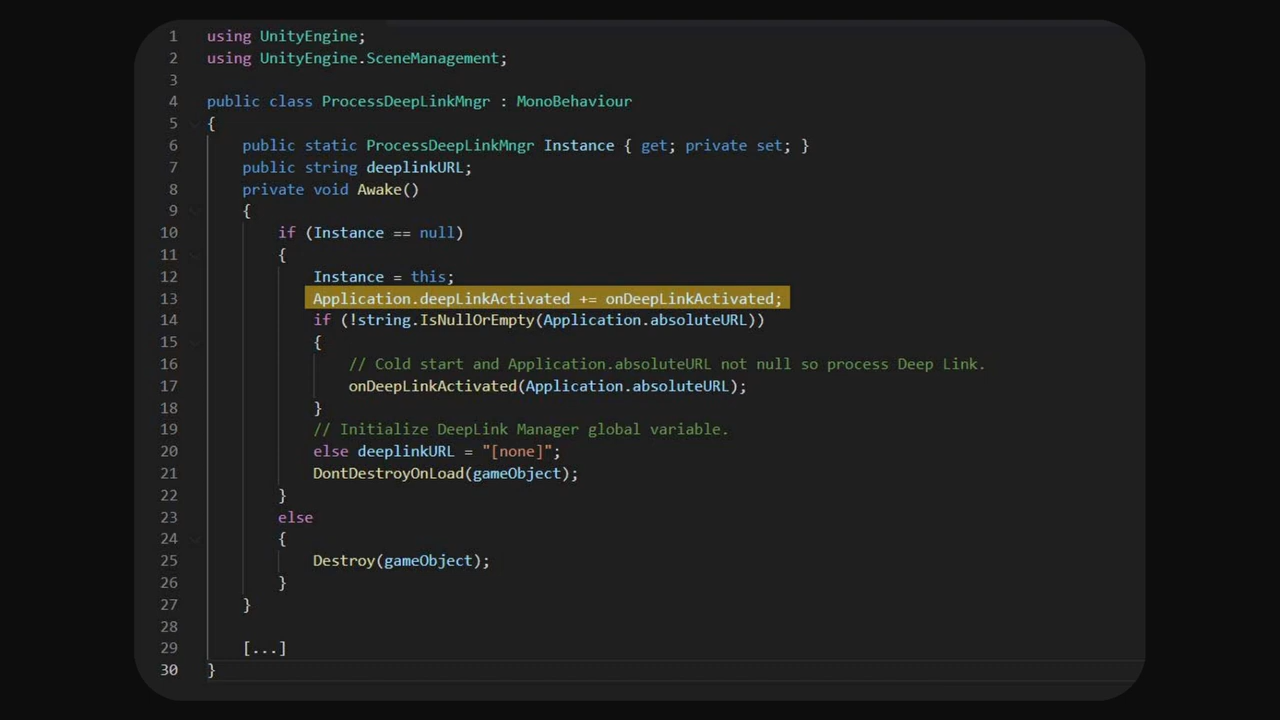 1 using UnityEngine;
2 using UnityEngine.SceneManagement;
3
4 public class ProcessDeepLinkMngr : MonoBehaviour
5 {
6 public static ProcessDeepLinkMngr Instance { get; private set; }
7 public string deeplinkURL;
8 private void Awake()
9 {
10 if (Instance == null)
11 {
12 Instance = this;
13 Application.deepLinkActivated += onDeepLinkActivated;
14 if (!string.IsNullOrEmpty(Application.absoluteURL))
15 {
16 // Cold start and Application.absoluteURL not null so process Deep Link.
17 onDeepLinkActivated(Application.absoluteURL);
18 }
19 // Initialize DeepLink Manager global variable.
20 else deeplinkURL = "[none]";
21 DontDestroyOnLoad(gameObject);
22 }
23 else
24 {
25 Destroy(gameObject);
26 }
27 }
28
29 [...]
30 }